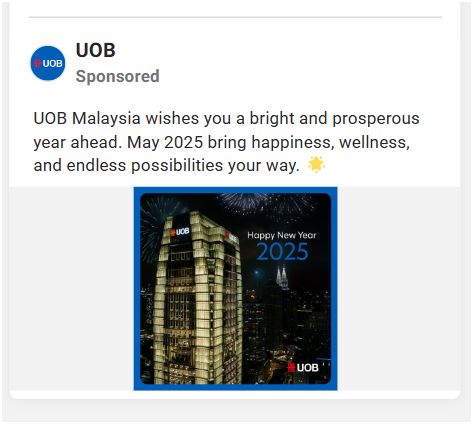 UOB
UOB
Sponsored
UOB Malaysia wishes you a bright and prosperous
year ahead. May 2025 bring happiness, wellness,
and endless possibilities your way. 🌟
UOB
UOB
Happy New Year
2025
UOB